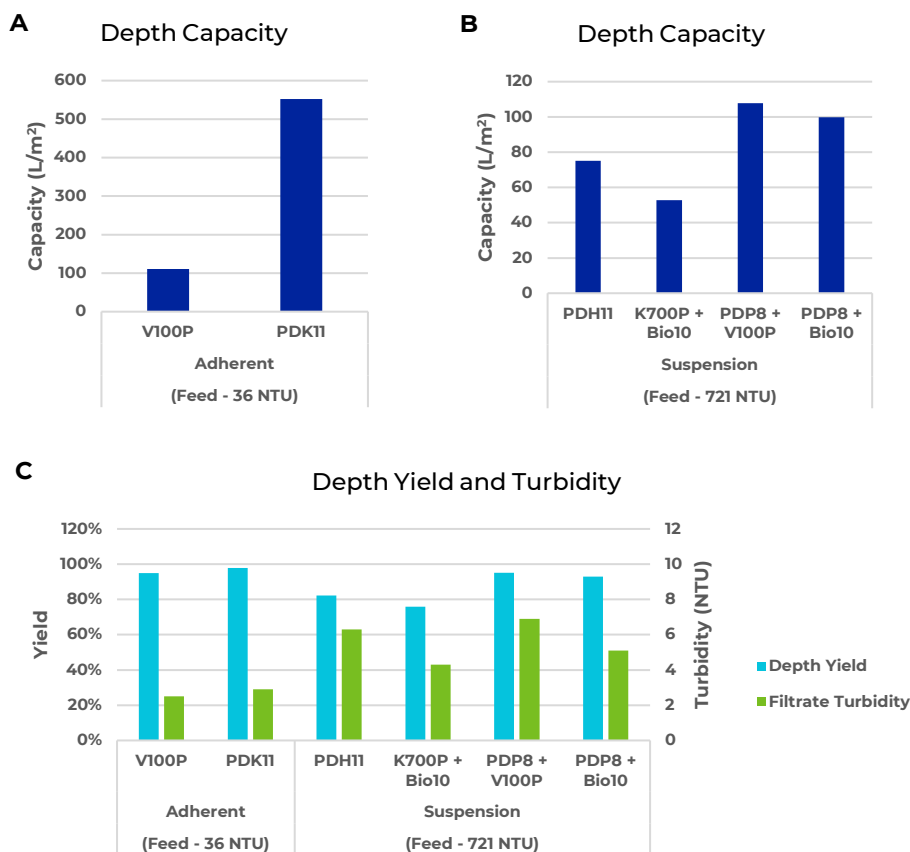 A
Depth Capacity
Capacity (L/m²)
600
500
400
300
200
100
0
V100P
PDK11
Adherent
(Feed - 36 NTU)
B
Depth Capacity
Capacity (L/m²)
120
100
80
60
40
20
0
PDH11
K700P +
Bio10
PDP8 +
V100P
PDP8 +
Bio10
Suspension
(Feed - 721 NTU)
C
Depth Yield and Turbidity
Yield
120%
100%
80%
60%
40%
20%
0%
12
10
8
6
4
2
0
Turbidity (NTU)
V100P
PDK11
PDH11
K700P +
Bio10
PDP8 +
V100P
PDP8 +
Bio10
Adherent
Suspension
(Feed - 36 NTU)
(Feed - 721 NTU)
Depth Yield
Filtrate Turbidity